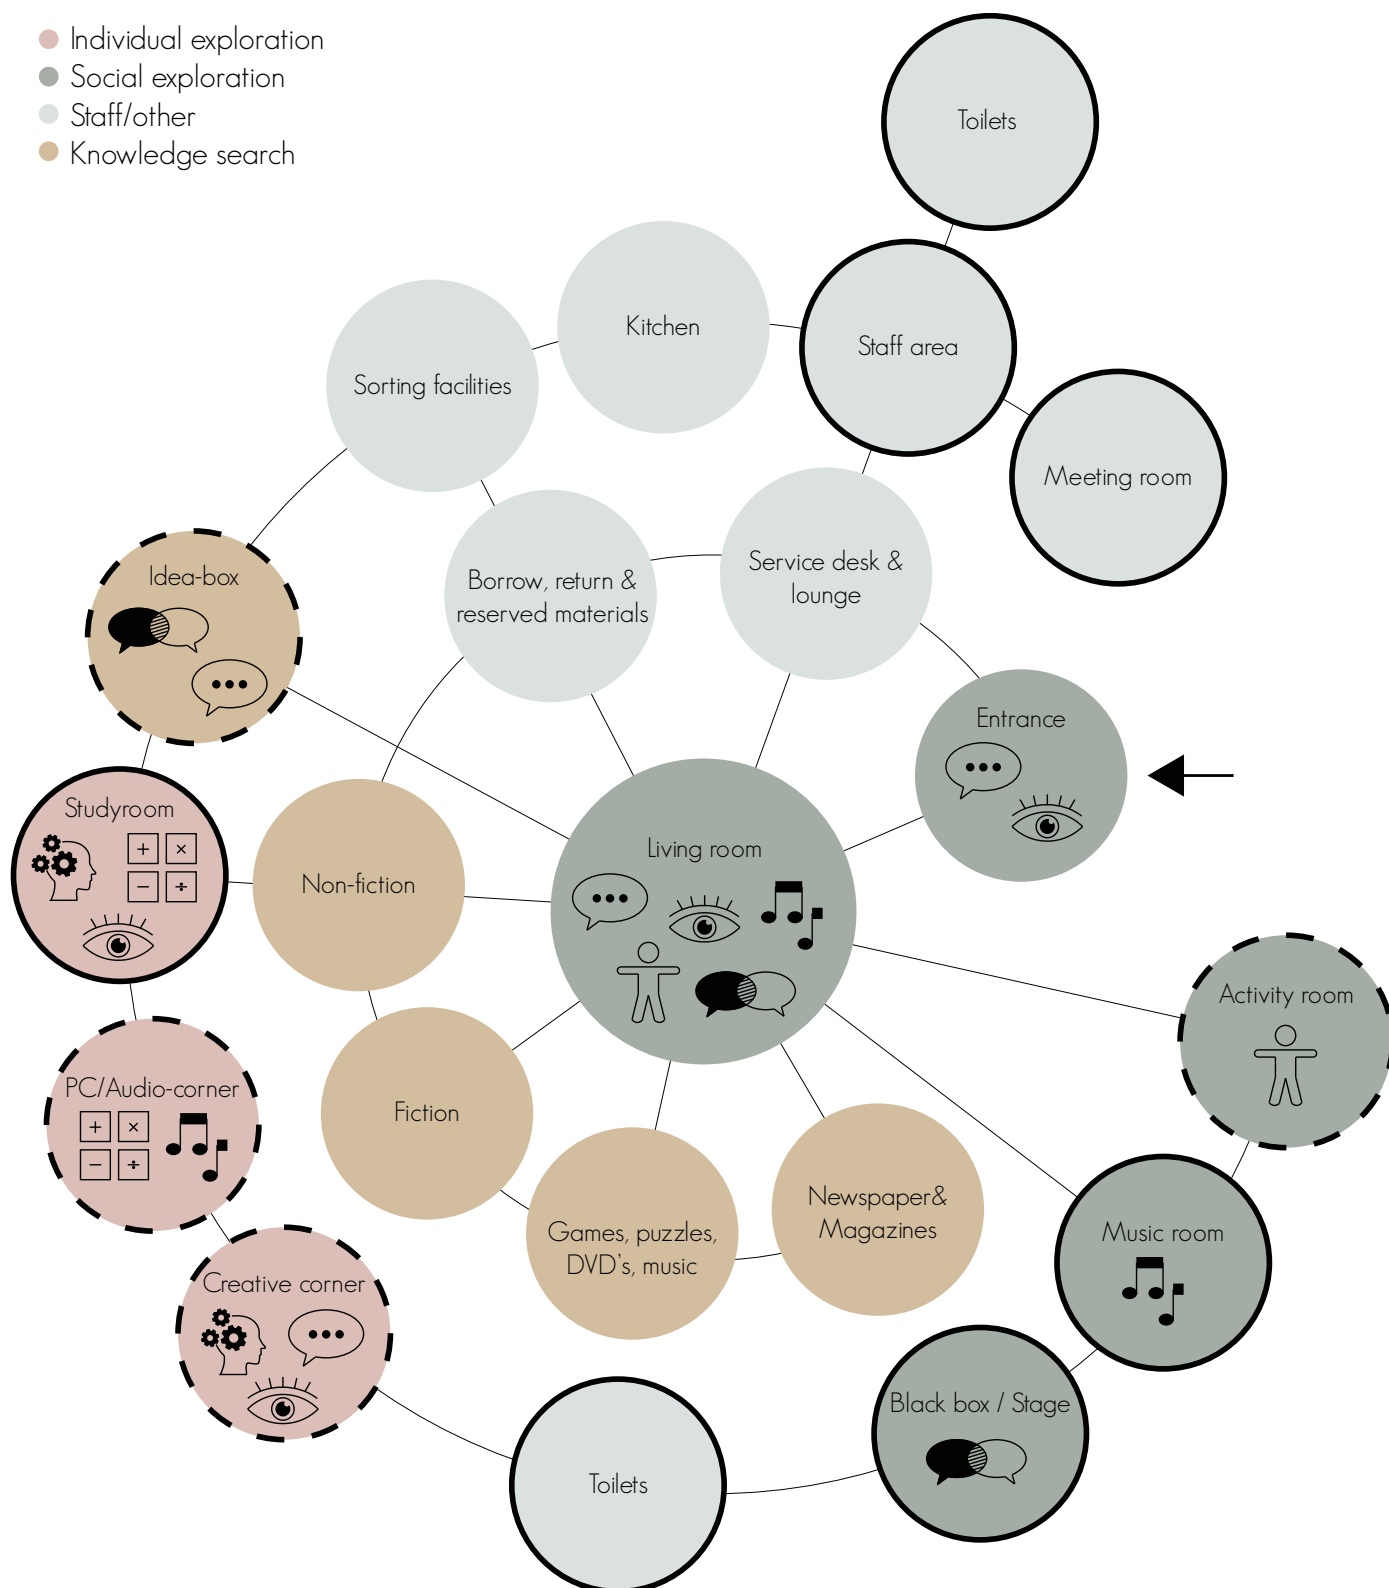 Individual exploration
Social exploration
Staff/other
Knowledge search
Toilets
Kitchen
Staff area
Sorting facilities
Meeting room
Idea-box
Borrow, return &
reserved materials
Service desk &
lounge
Entrance
Studyroom
+ ×
− ÷
Non-fiction
Living room
Activity room
PC/Audio-corner
+ ×
− ÷
Fiction
Newspaper&
Magazines
Games, puzzles,
DVD's, music
Music room
Creative corner
Black box / Stage
Toilets